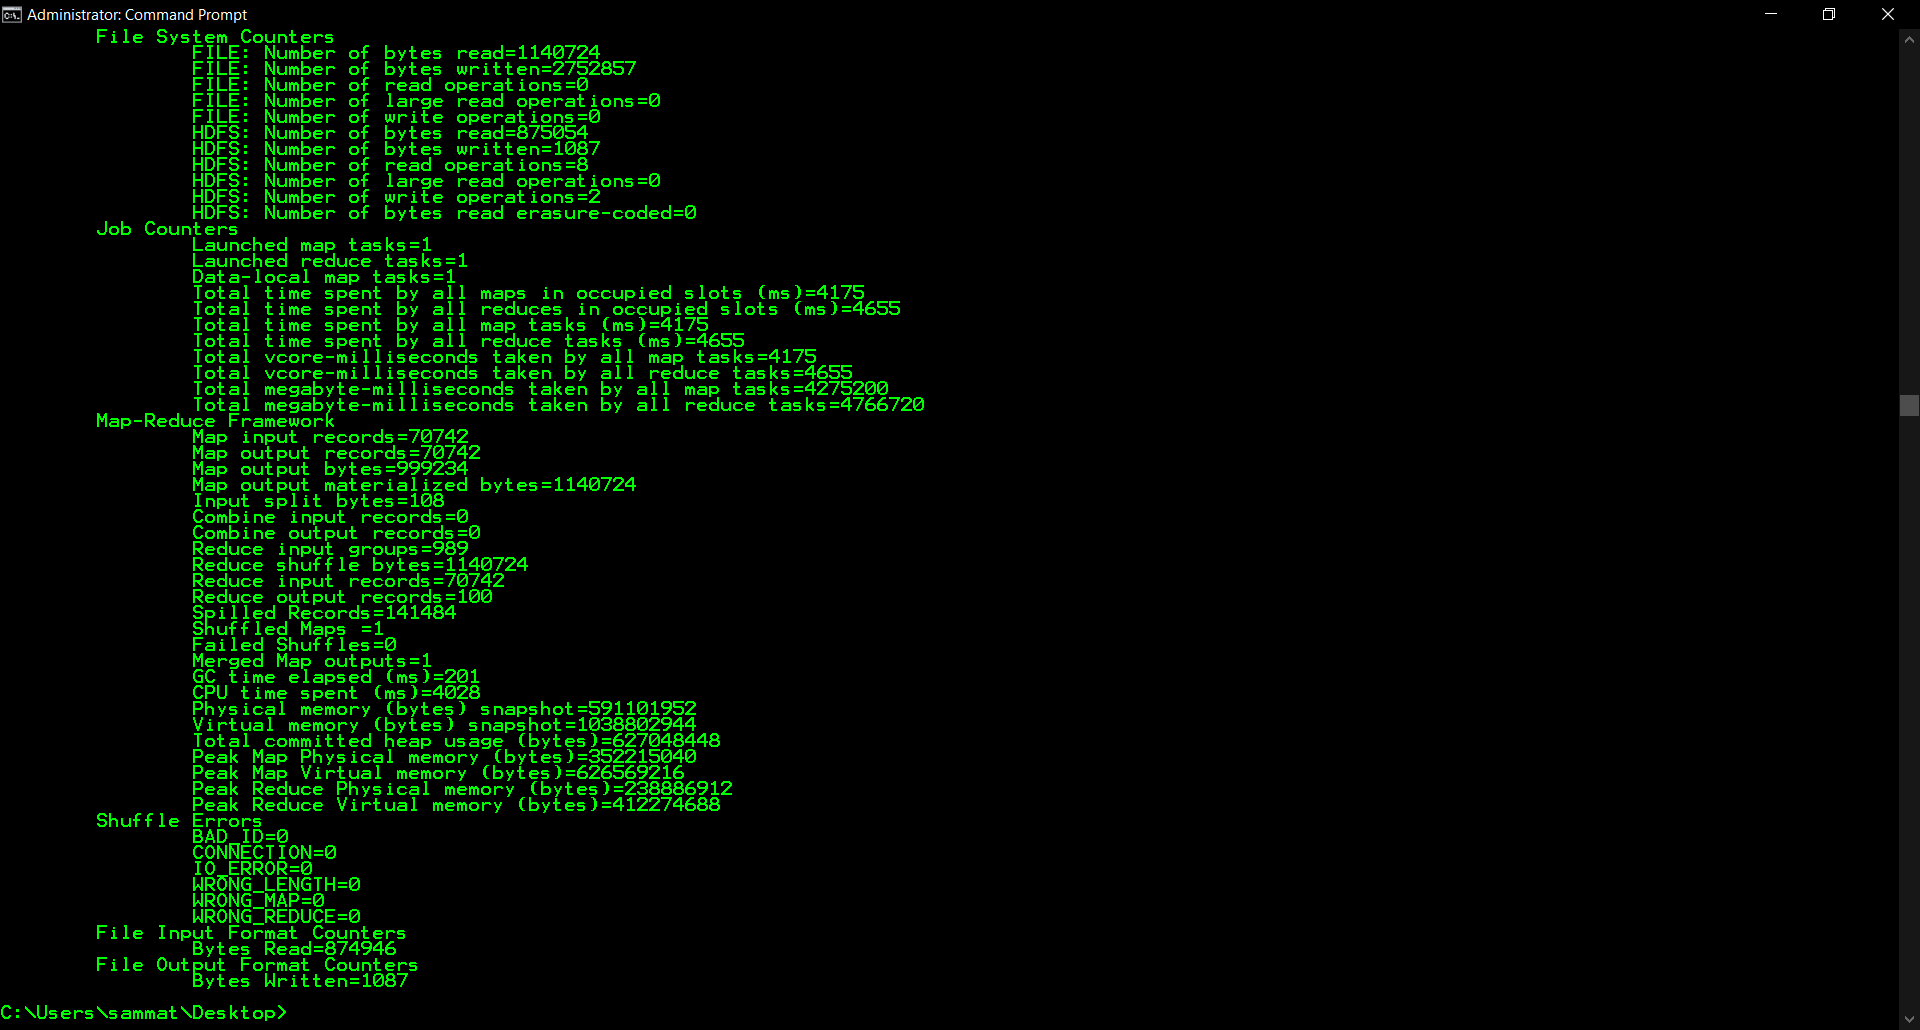 Administrator: Command Prompt
File System Counters
FILE: Number of bytes read=1140724
FILE: Number of bytes written=2752857
FILE: Number of read operations=0
FILE: Number of large read operations=0
FILE: Number of write operations=0
HDFS: Number of bytes read=875054
HDFS: Number of bytes written=1087
HDFS: Number of read operations=8
HDFS: Number of large read operations=0
HDFS: Number of write operations=2
HDFS: Number of bytes read erasure-coded=0
Job Counters
Launched map tasks=1
Launched reduce tasks=1
Data-local map tasks=1
Total time spent by all maps in occupied slots (ms)=4175
Total time spent by all reduces in occupied slots (ms)=4655
Total time spent by all map tasks (ms)=4175
Total time spent by all reduce tasks (ms)=4655
Total vcore-milliseconds taken by all map tasks=4175
Total vcore-milliseconds taken by all reduce tasks=4655
Total megabyte-milliseconds taken by all map tasks=4275200
Total megabyte-milliseconds taken by all reduce tasks=4766720
Map-Reduce Framework
Map input records=70742
Map output records=70742
Map output bytes=999234
Map output materialized bytes=1140724
Input split bytes=108
Combine input records=0
Combine output records=0
Reduce input groups=989
Reduce shuffle bytes=1140724
Reduce input records=70742
Reduce output records=100
Spilled Records=141484
Shuffled Maps =1
Failed Shuffles=0
Merged Map outputs=1
GC time elapsed (ms)=201
CPU time spent (ms)=4028
Physical memory (bytes) snapshot=591101952
Virtual memory (bytes) snapshot=1038802944
Total committed heap usage (bytes)=627048448
Peak Map Physical memory (bytes)=352215040
Peak Map Virtual memory (bytes)=626569216
Peak Reduce Physical memory (bytes)=238886912
Peak Reduce Virtual memory (bytes)=412274688
Shuffle Errors
BAD_ID=0
CONNECTION=0
IO_ERROR=0
WRONG_LENGTH=0
WRONG_MAP=0
WRONG_REDUCE=0
File Input Format Counters
Bytes Read=874946
File Output Format Counters
Bytes Written=1087
C:\Users\sammat\Desktop>